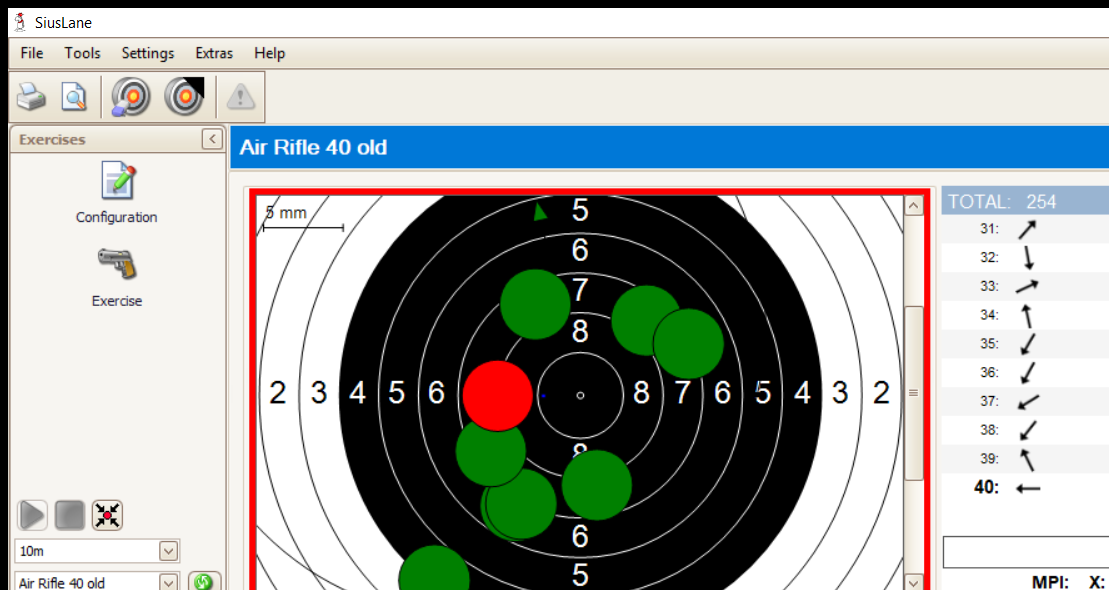 SiusLane
File Tools Settings Extras Help
Exercises
Air Rifle 40 old
Configuration
Exercise
10m
Air Rifle 40 old
5 mm
5
6
7
8
2 3 4 5 6 8 7 6 5 4 3 2
8
6
5
TOTAL: 254
31:
32:
33:
34:
35:
36:
37:
38:
39:
40:
MPI: X: